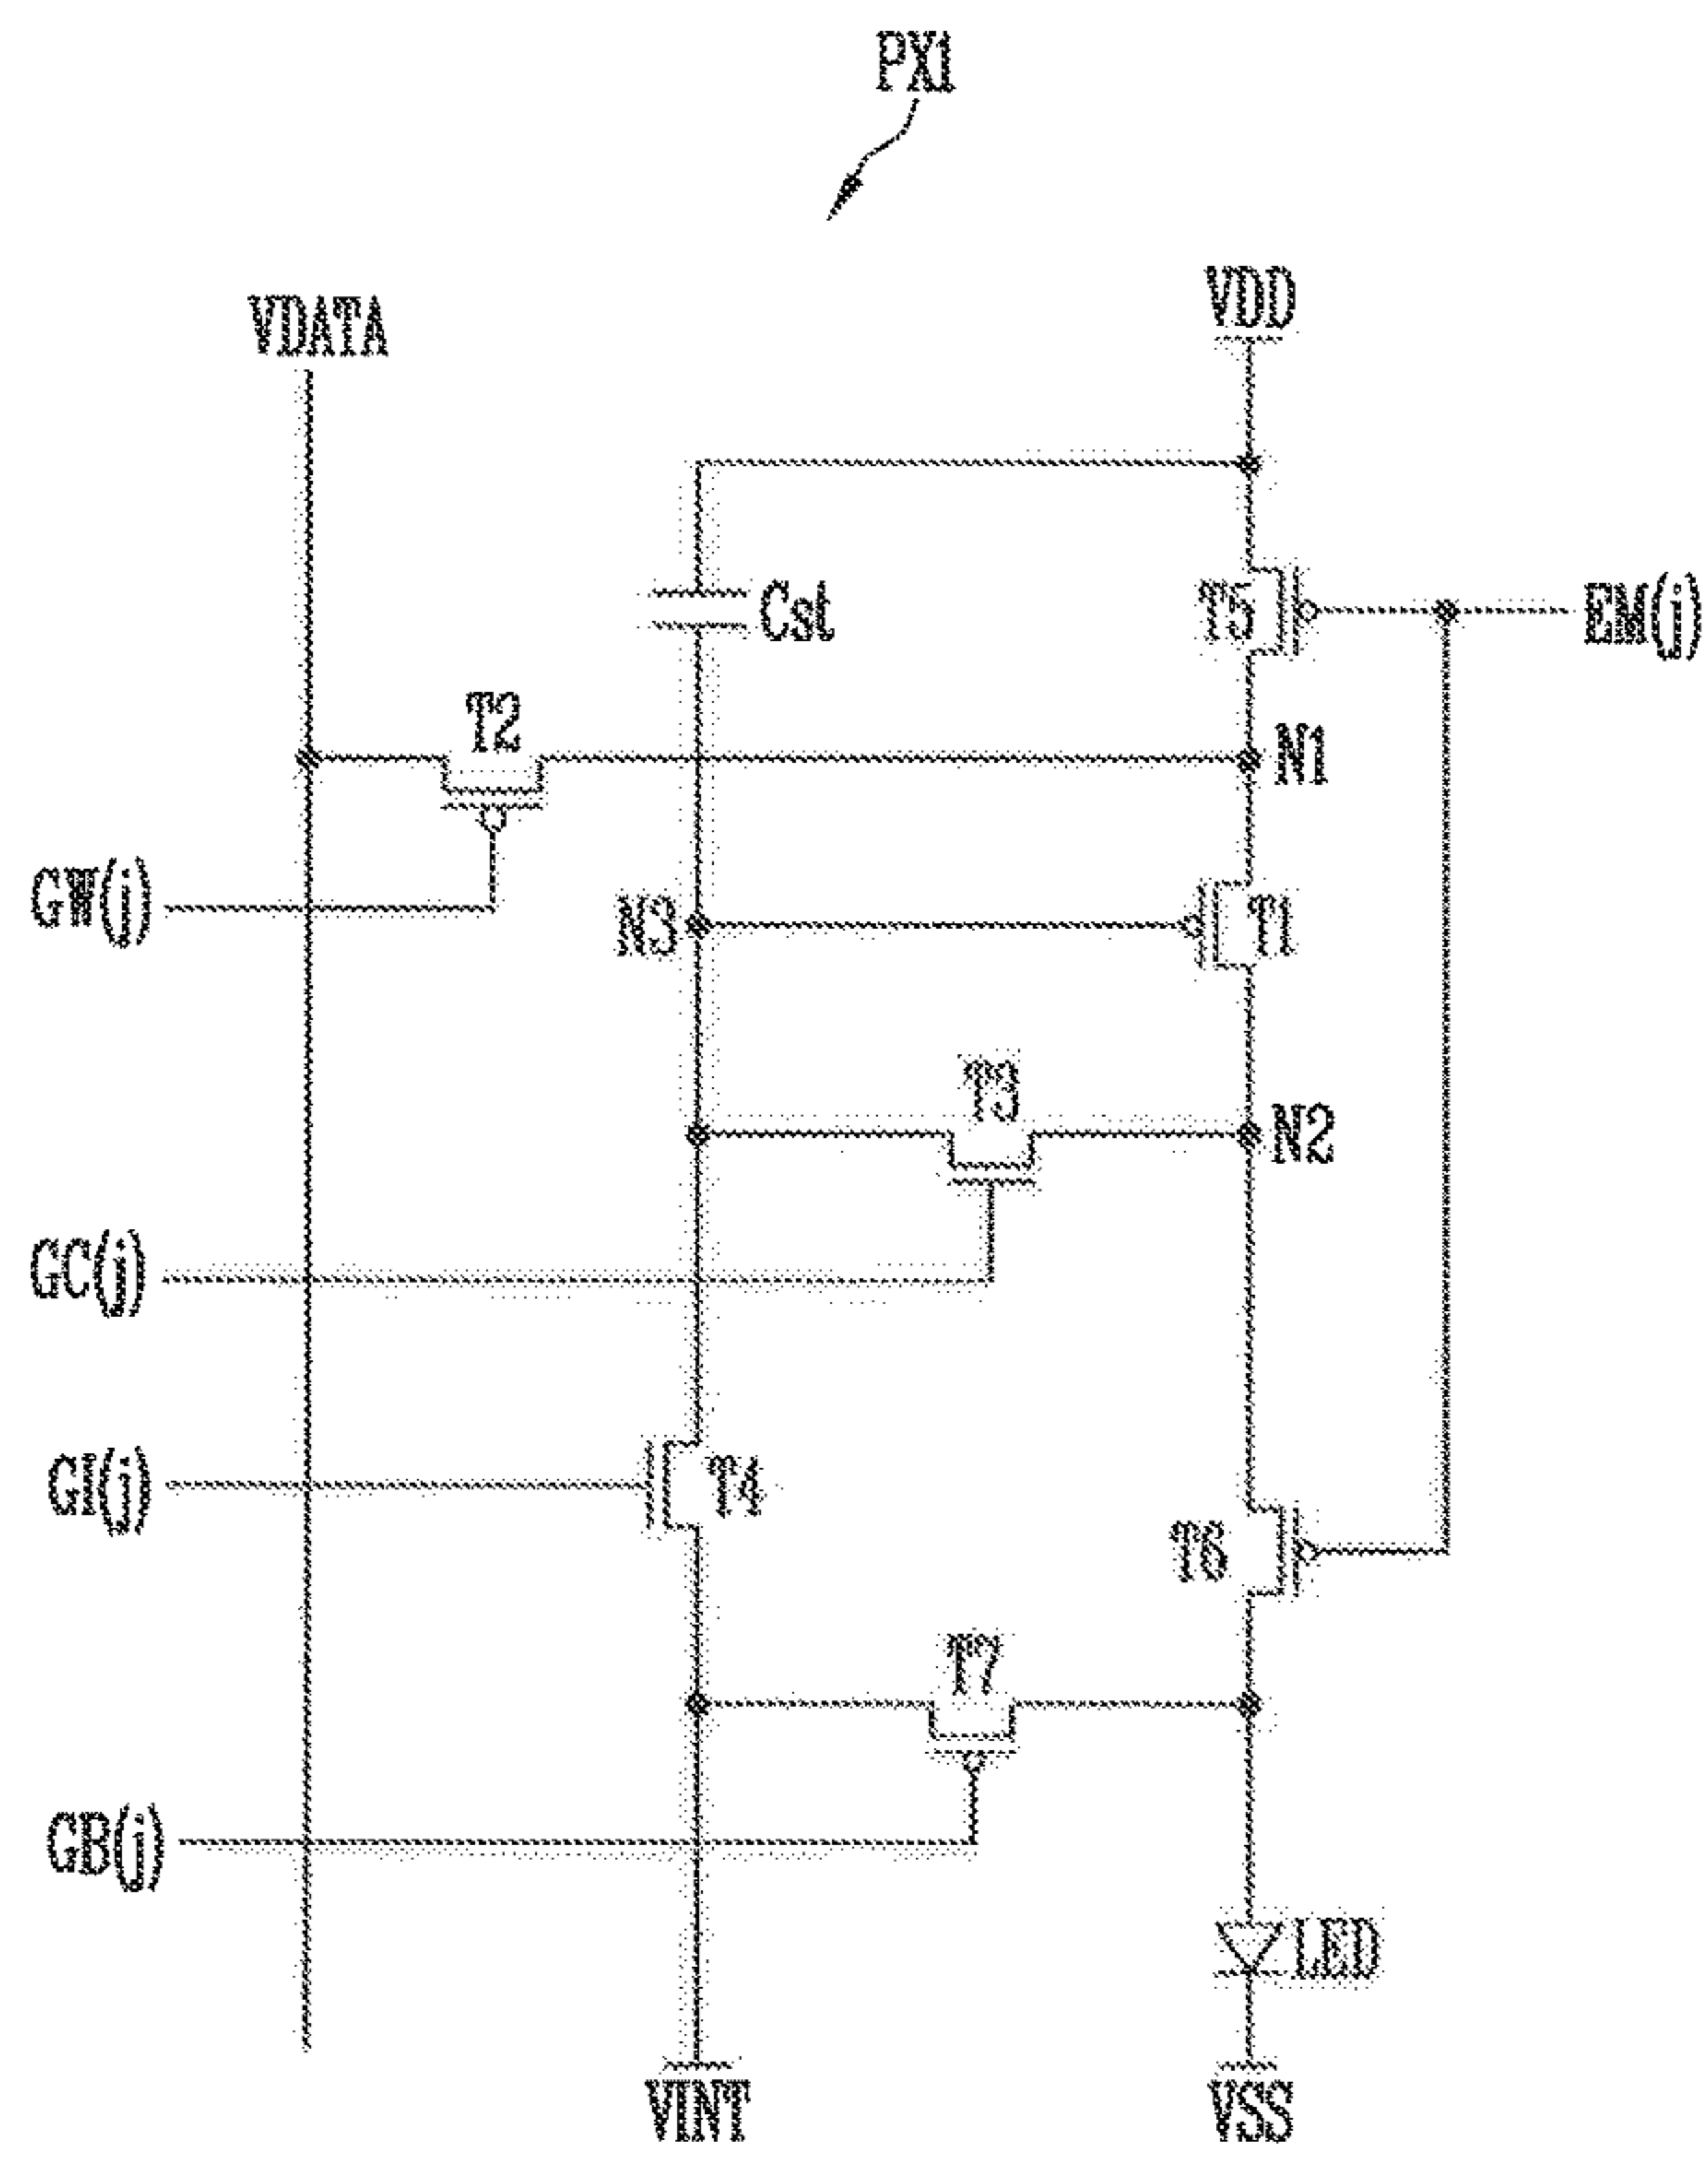 PX1
VDD
VDATA
Cst
T5
EM(j)
T2
N1
GW(j)
N3
T1
T3
N2
GC(j)
GI(j)
T4
T6
T7
GB(j)
LED
VINT
VSS